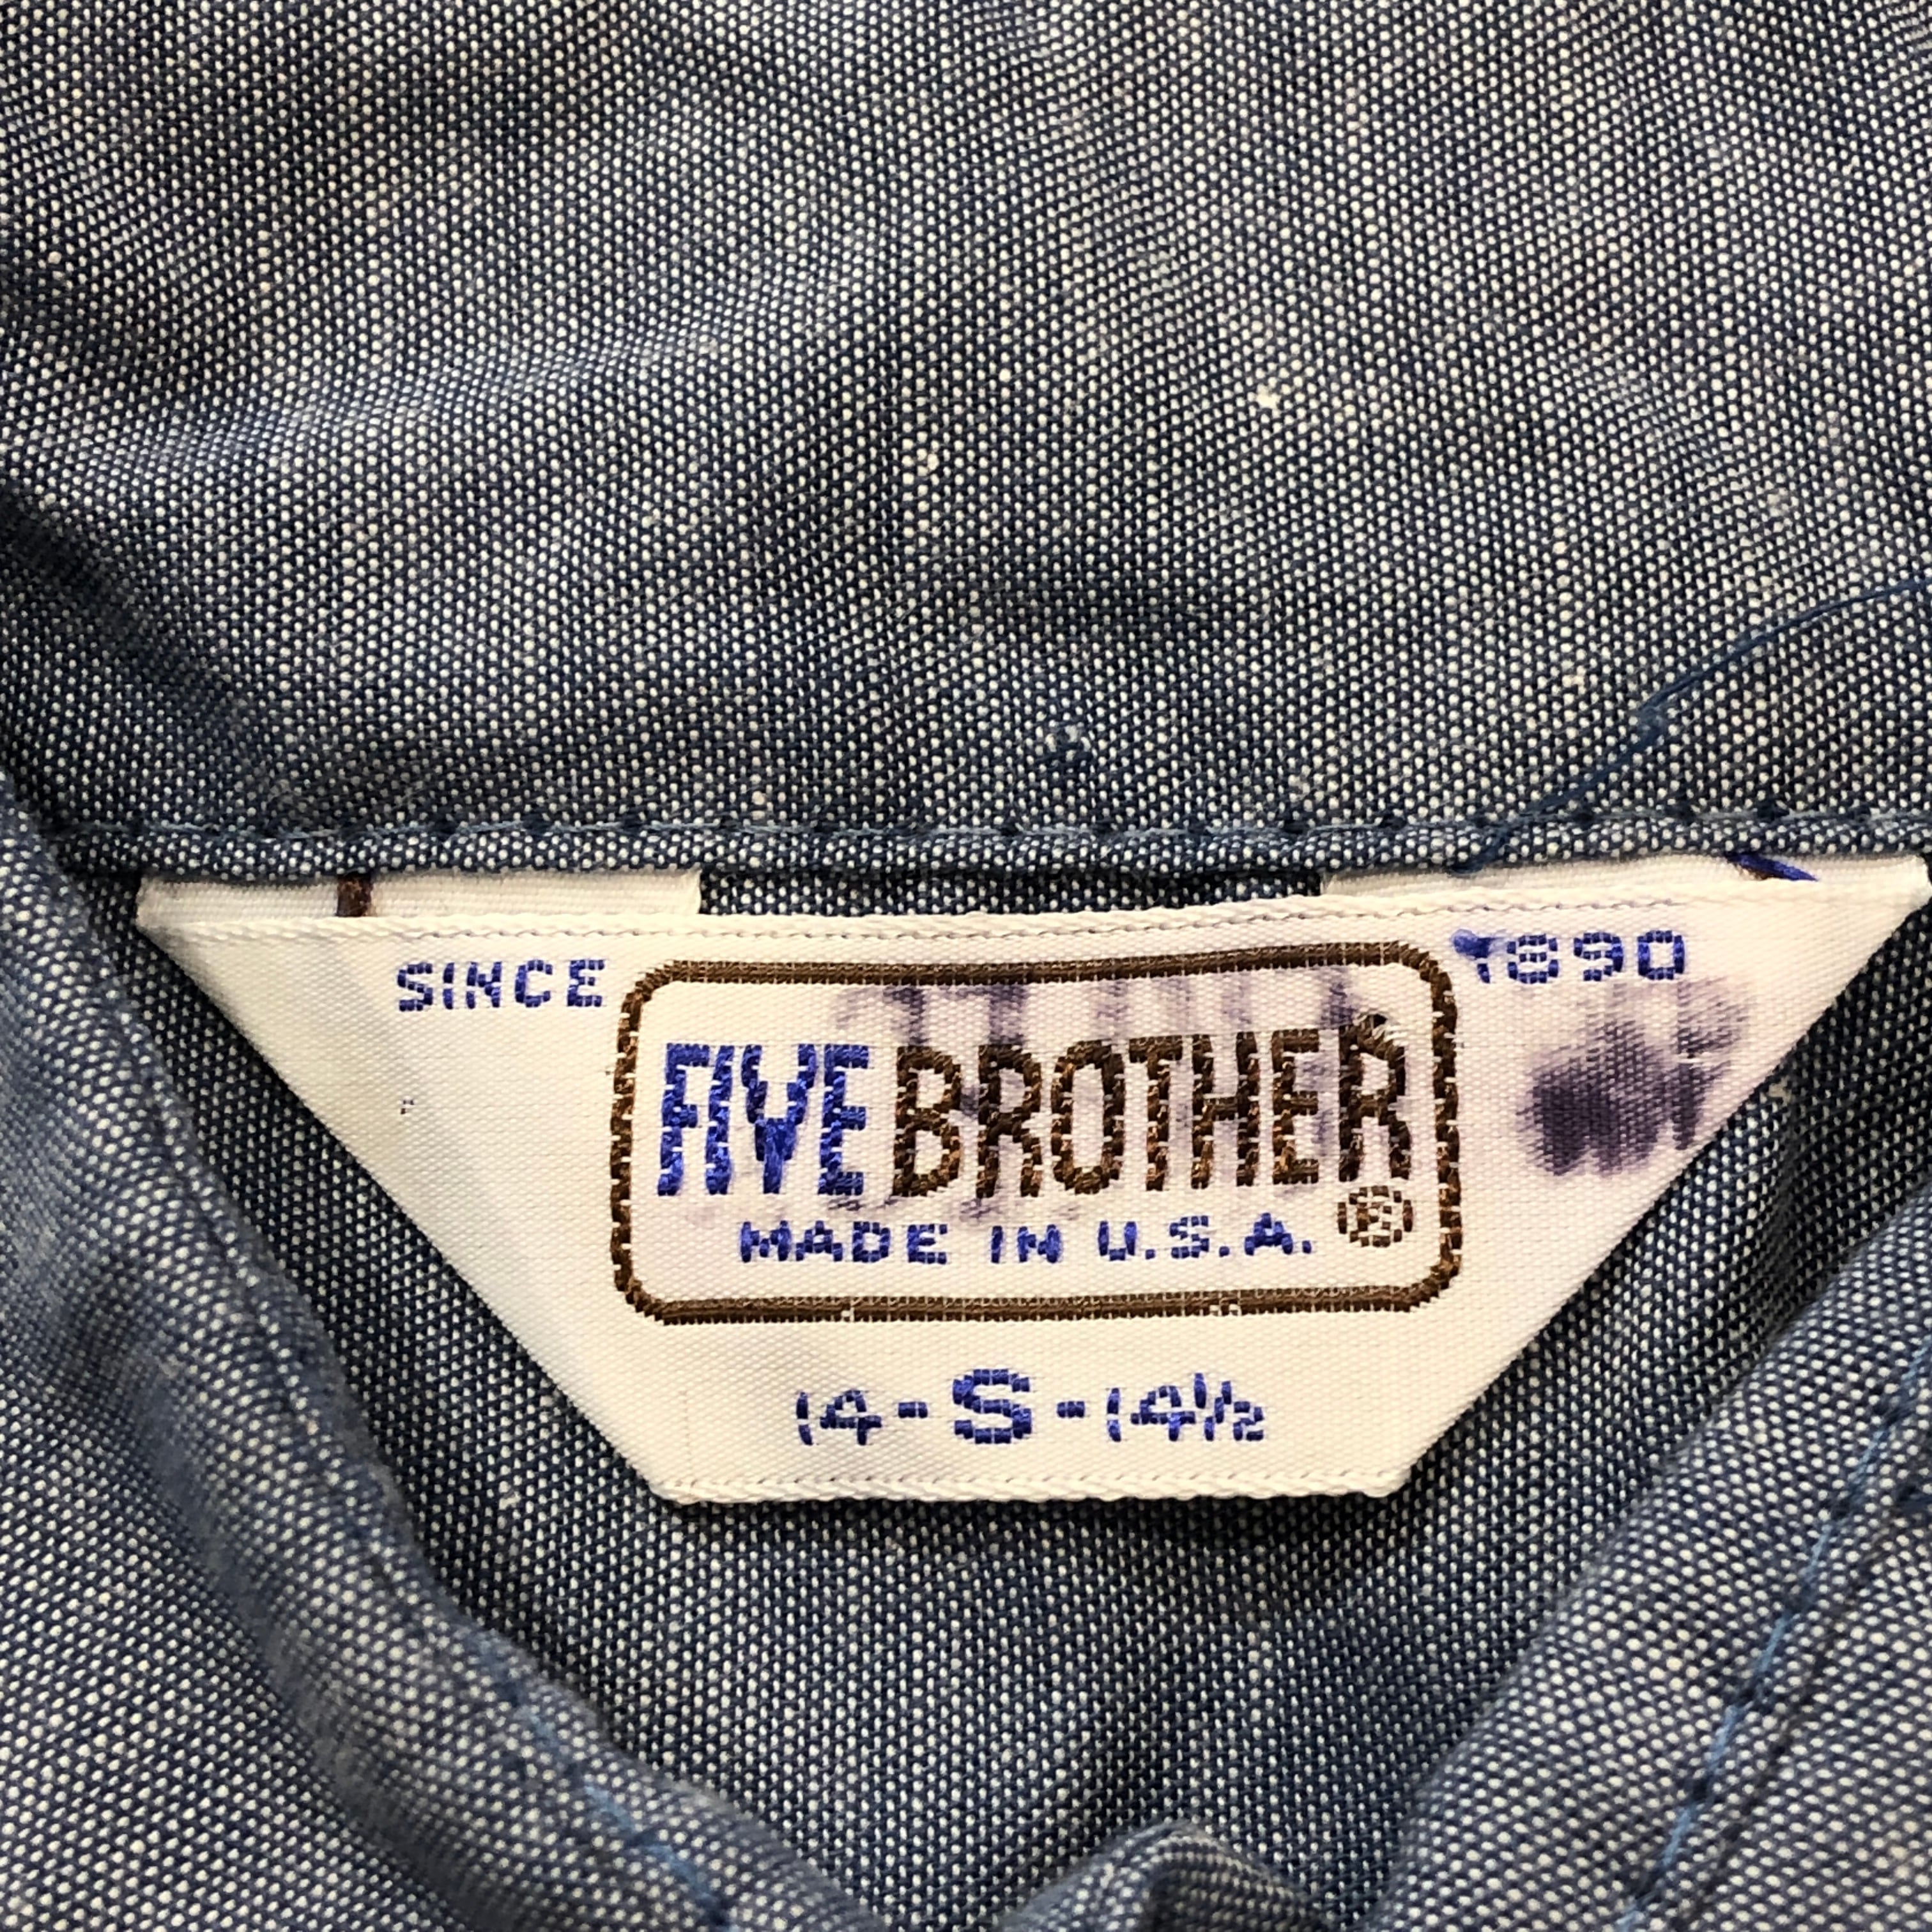 SINCE 1890
FIVE BROTHER
MADE IN U.S.A. ®
14-S-14½